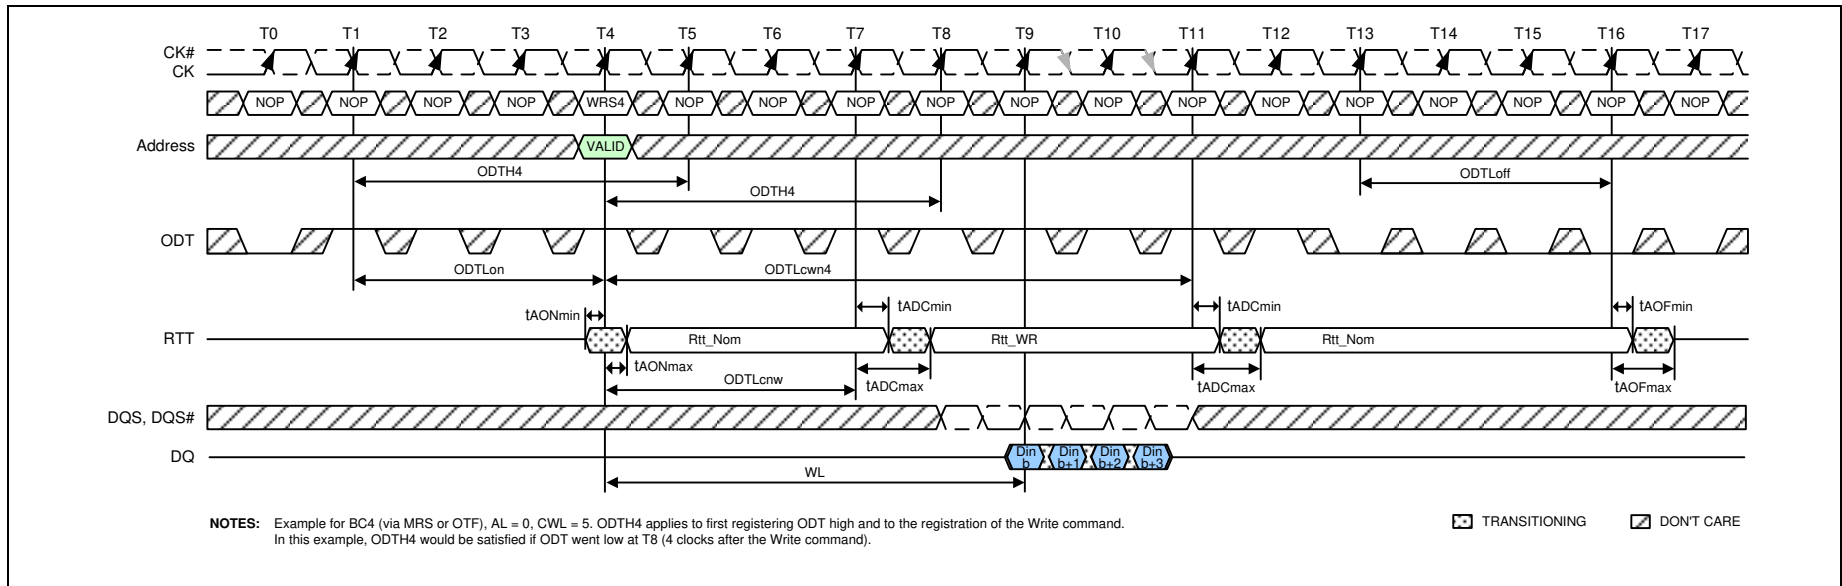 T0 T1 T2 T3 T4 T5 T6 T7 T8 T9 T10 T11 T12 T13 T14 T15 T16 T17
CK#
CK
NOP NOP NOP NOP WRS4 NOP NOP NOP NOP NOP NOP NOP NOP NOP NOP NOP NOP NOP
Address VALID
ODTH4 ODTLoff
ODTH4
ODT
ODTLon ODTLcwn4
tAONmin tADCmin tADCmin tAOFmin
RTT Rtt_Nom Rtt_WR Rtt_Nom
tAONmax ODTLcnw tADCmax tADCmax tAOFmax
DQS, DQS#
DQ Din b Din b+1 Din b+2 Din b+3
WL
NOTES: Example for BC4 (via MRS or OTF), AL = 0, CWL = 5. ODTH4 applies to first registering ODT high and to the registration of the Write command.
In this example, ODTH4 would be satisfied if ODT went low at T8 (4 clocks after the Write command).
TRANSITIONING DON'T CARE